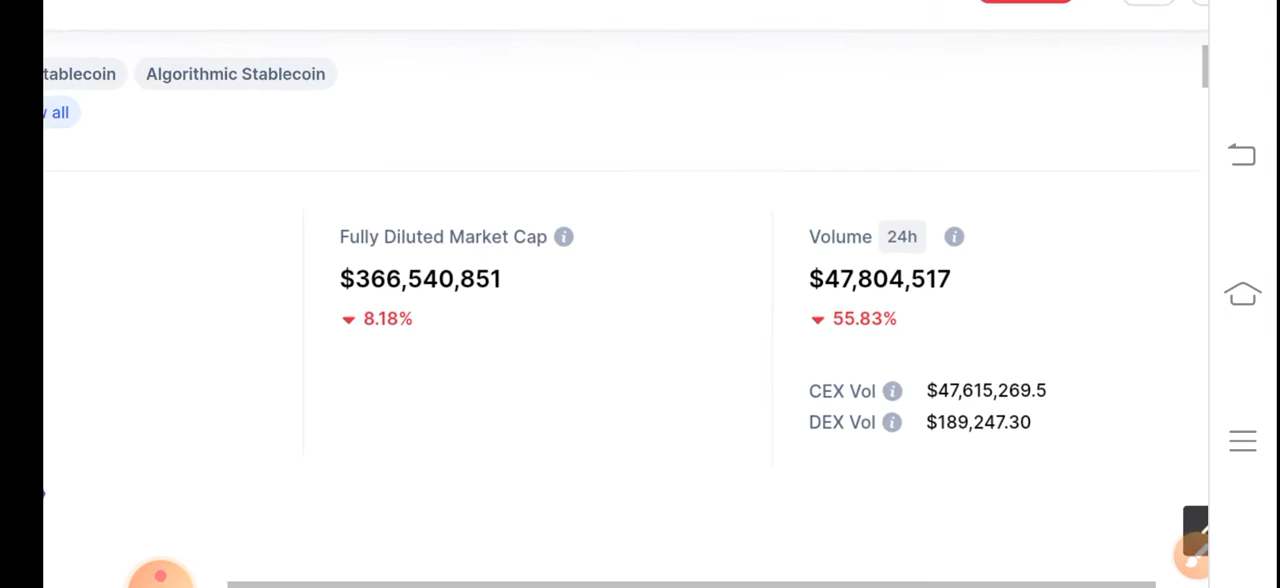 Algorithmic Stablecoin
all
Fully Diluted Market Cap
$366,540,851
8.18%
Volume 24h
$47,804,517
55.83%
CEX Vol $47,615,269.5
DEX Vol $189,247.30